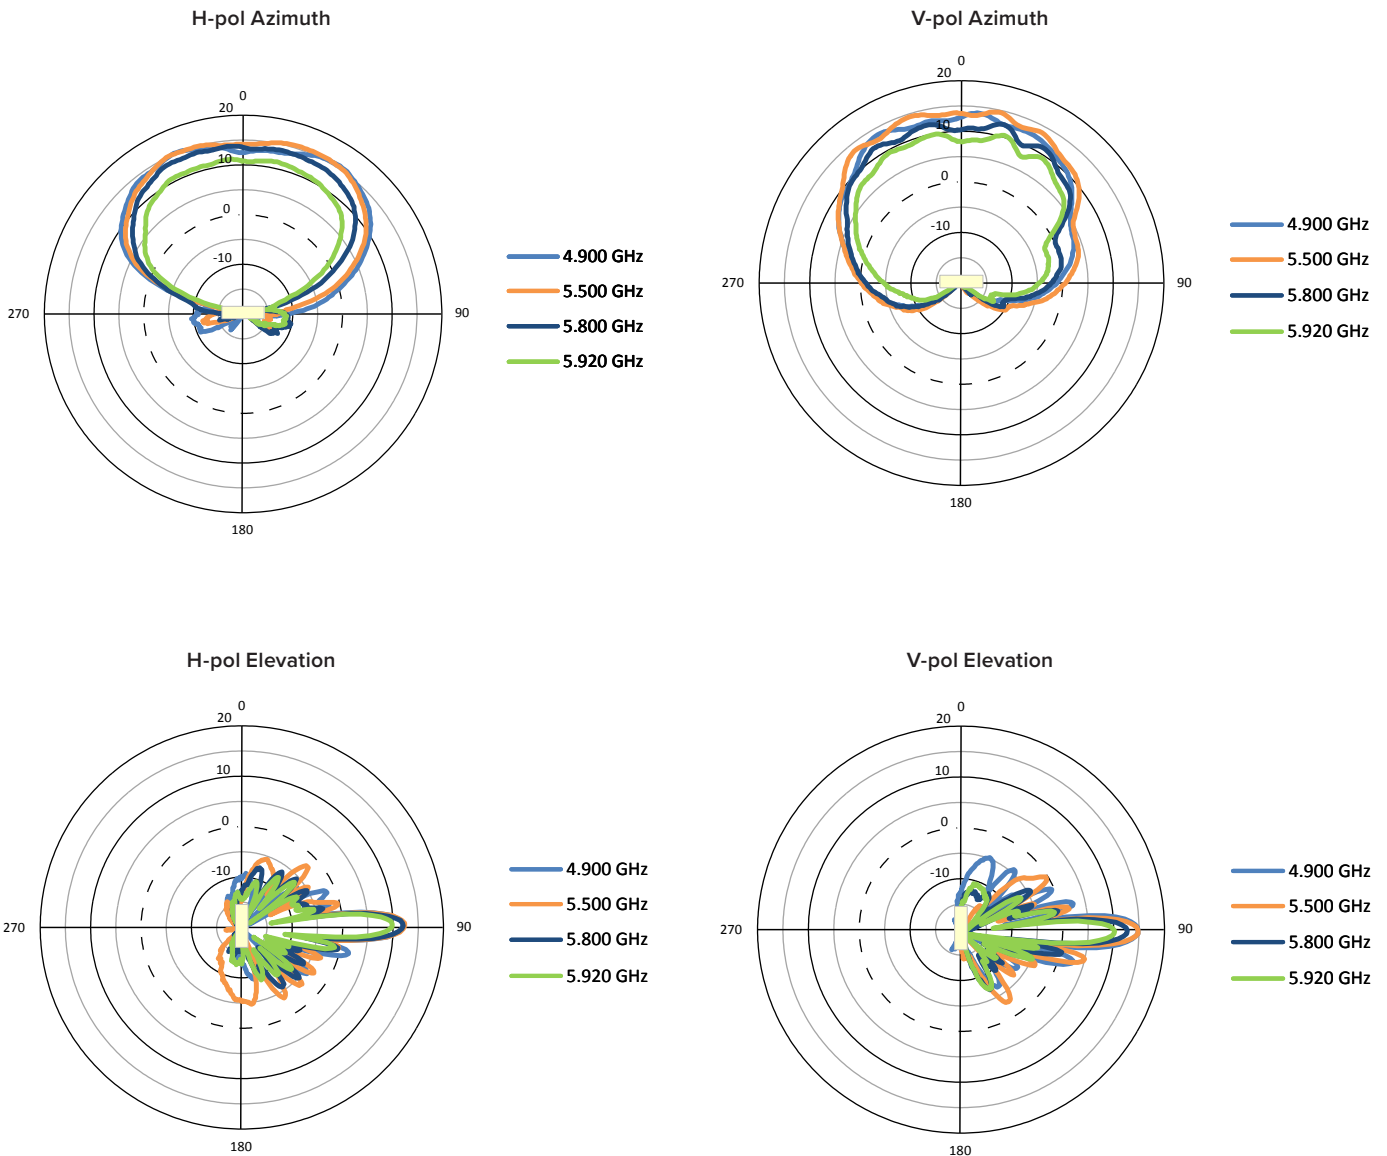 H-pol Azimuth
0
20
10
0
-10
270
90
180
4.900 GHz
5.500 GHz
5.800 GHz
5.920 GHz
V-pol Azimuth
0
20
10
0
-10
270
90
180
4.900 GHz
5.500 GHz
5.800 GHz
5.920 GHz
H-pol Elevation
0
20
10
0
-10
270
90
180
4.900 GHz
5.500 GHz
5.800 GHz
5.920 GHz
V-pol Elevation
0
20
10
0
-10
270
90
180
4.900 GHz
5.500 GHz
5.800 GHz
5.920 GHz